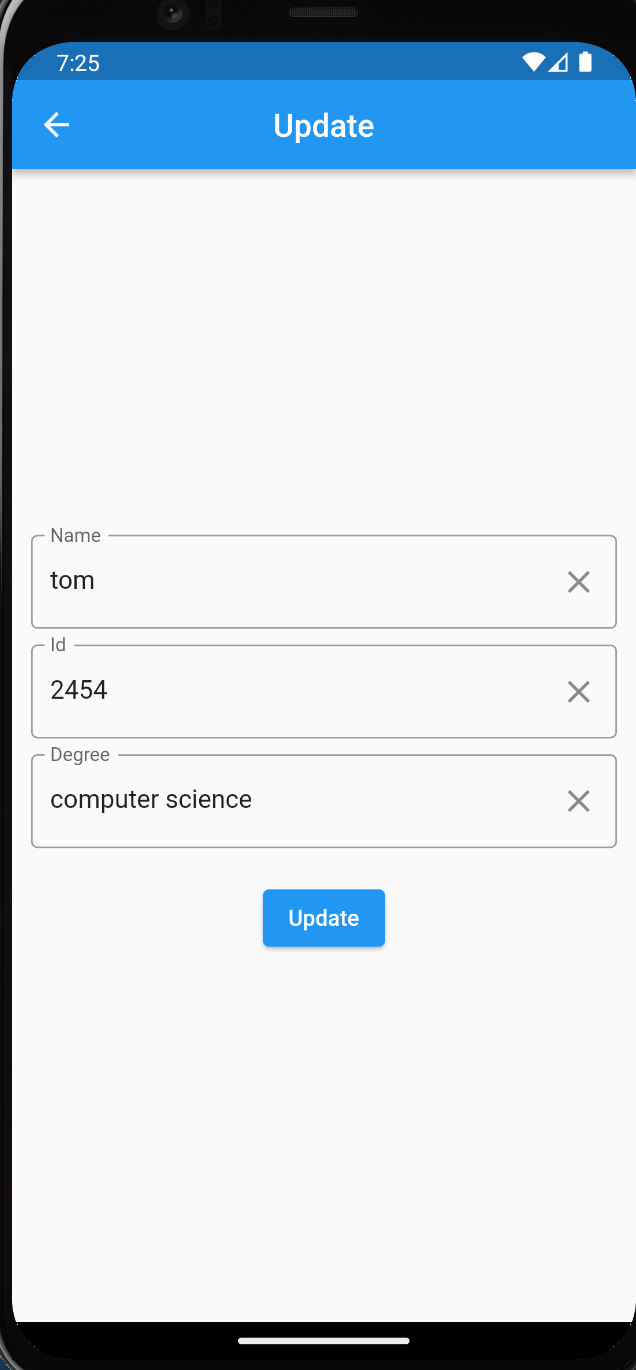 7:25
Update
Name
tom
Id
2454
Degree
computer science
Update